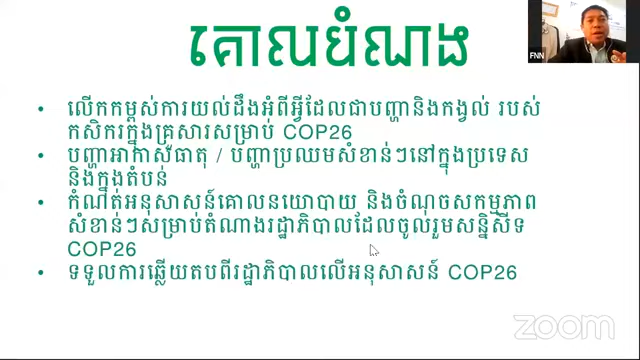 គោលបំណង
FNN
• លើកកម្ពស់ការយល់ដឹងអំពីអ្វីដែលជាបញ្ហានិងកង្វល់ របស់
កសិករក្នុងគ្រួសារសម្រាប់ COP26
• បញ្ហាអាកាសធាតុ / បញ្ហាប្រឈមសំខាន់ៗនៅក្នុងប្រទេស
និងក្នុងតំបន់
• កំណត់អនុសាសន៍គោលនយោបាយ និងចំណុចសកម្មភាព
សំខាន់ៗសម្រាប់តំណាងរដ្ឋាភិបាលដែលចូលរួមសន្និសីទ
COP26
• ទទួលការឆ្លើយតបពីរដ្ឋាភិបាលលើអនុសាសន៍ COP26
zoom